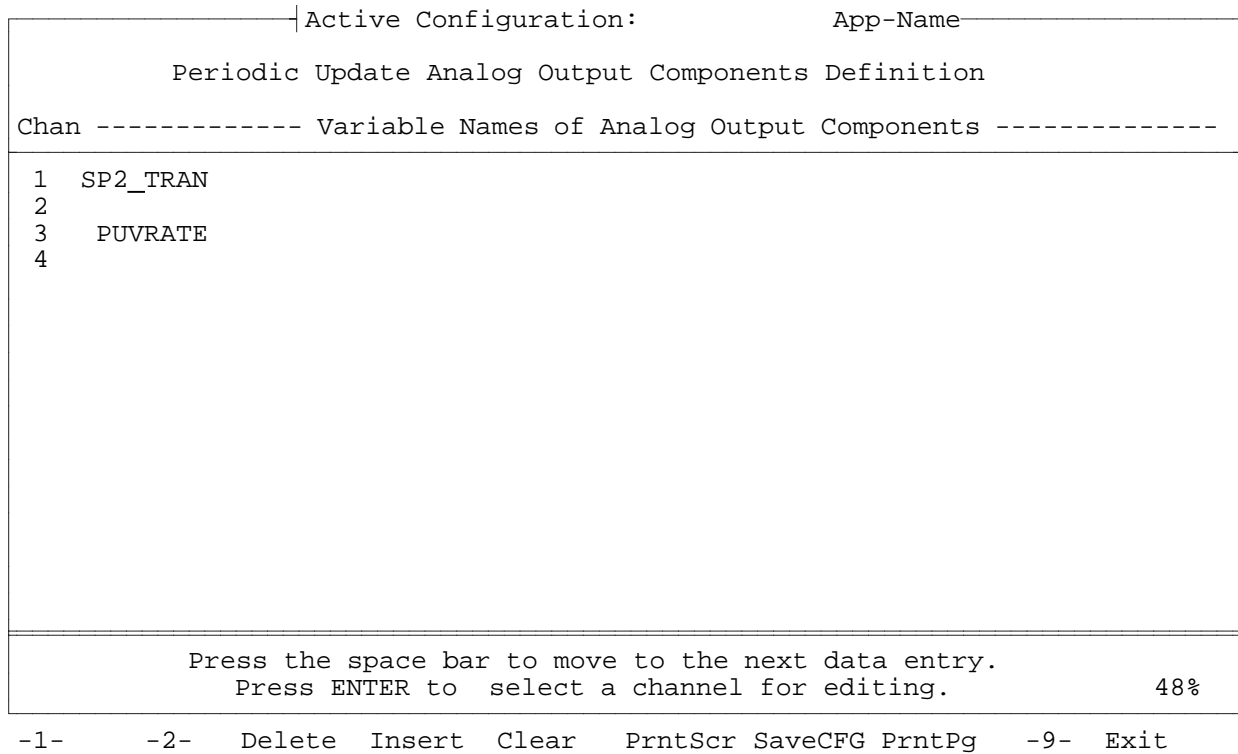 Active Configuration: App-Name
Periodic Update Analog Output Components Definition
Chan ------------- Variable Names of Analog Output Components --------------
1 SP2_TRAN
2
3 PUVRATE
4
Press the space bar to move to the next data entry.
Press ENTER to select a channel for editing. 48%
-1- -2- Delete Insert Clear PrntScr SaveCFG PrntPg -9- Exit